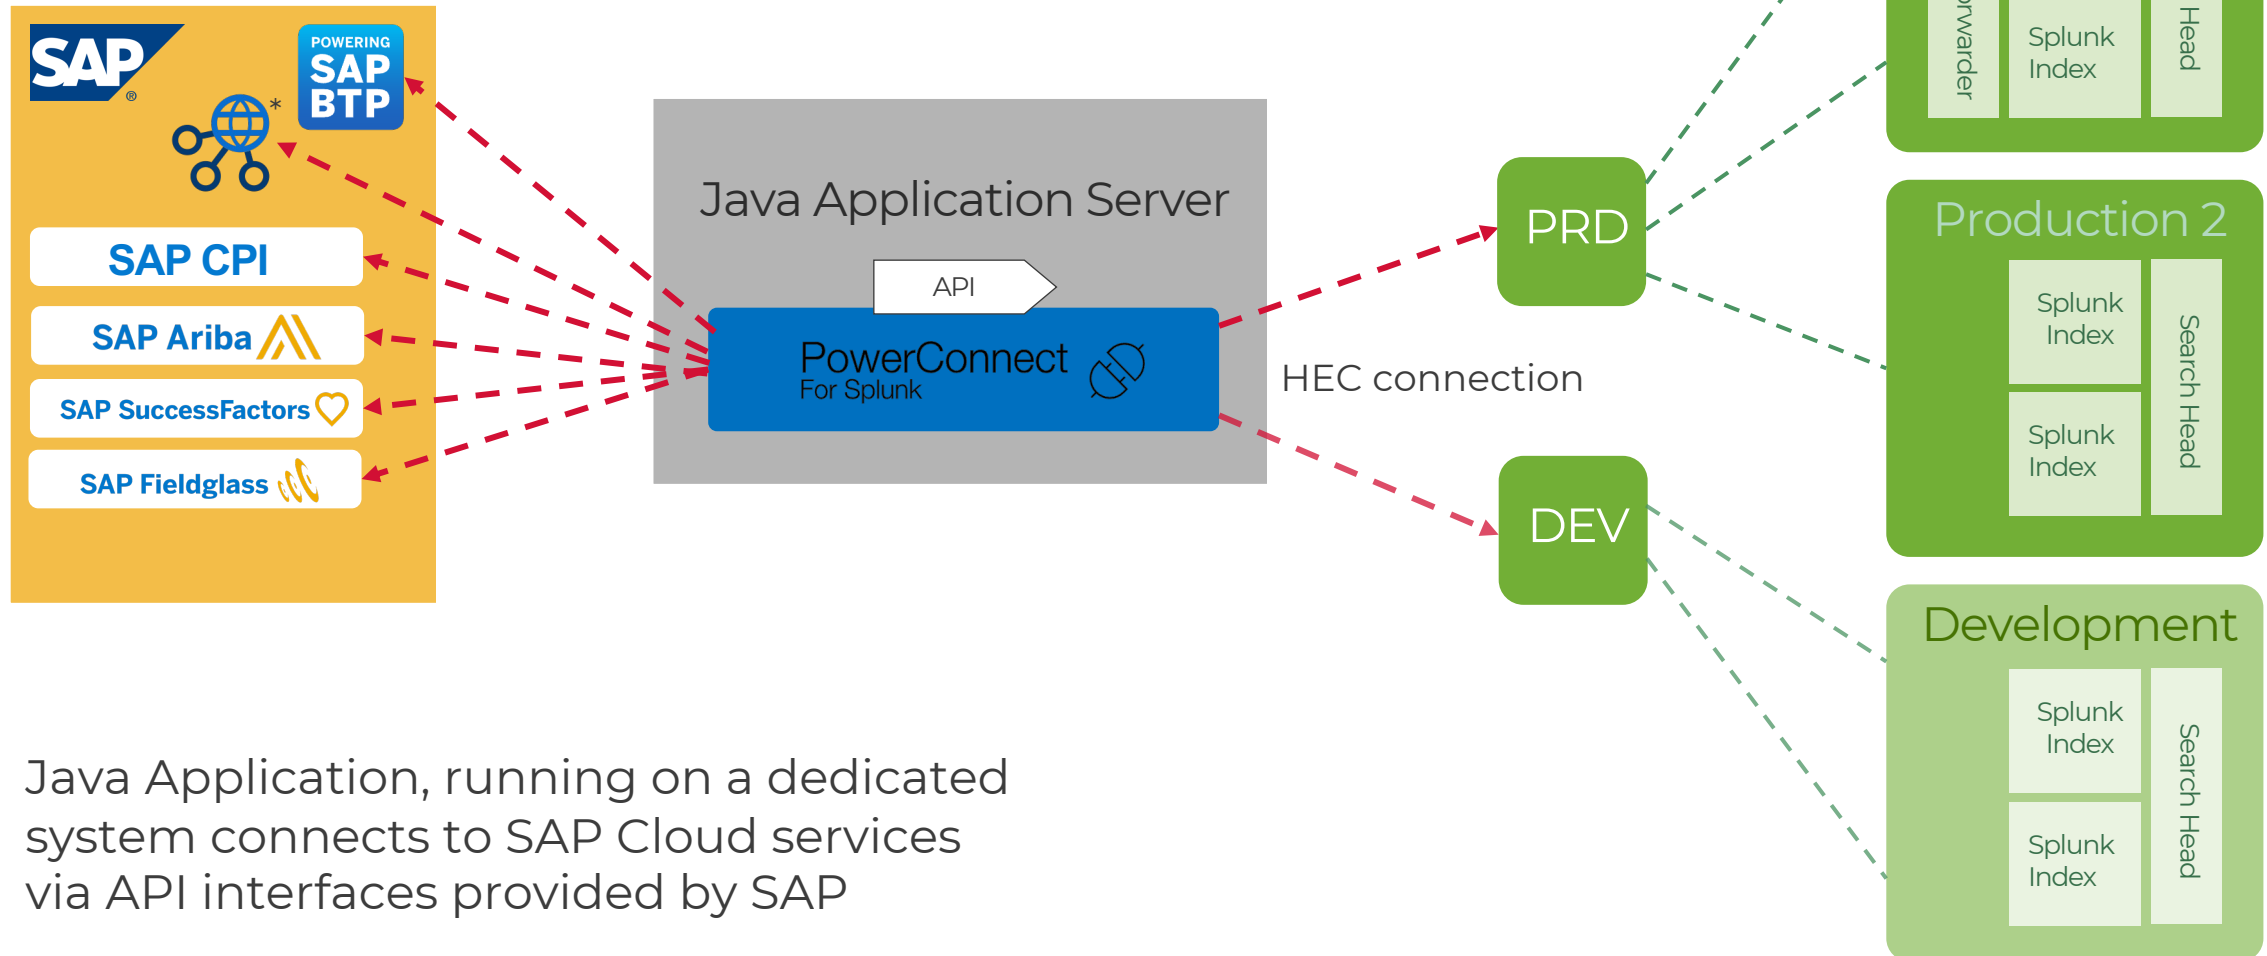 SAP
®
POWERING
SAP
BTP
*
SAP CPI
SAP Ariba
SAP SuccessFactors
SAP Fieldglass
Java Application Server
API
PowerConnect
For Splunk
HEC connection
PRD
DEV
Splunk
Index
Head
Production 2
Splunk
Index
Splunk
Index
Search Head
Development
Splunk
Index
Splunk
Index
Search Head
Java Application, running on a dedicated
system connects to SAP Cloud services
via API interfaces provided by SAP